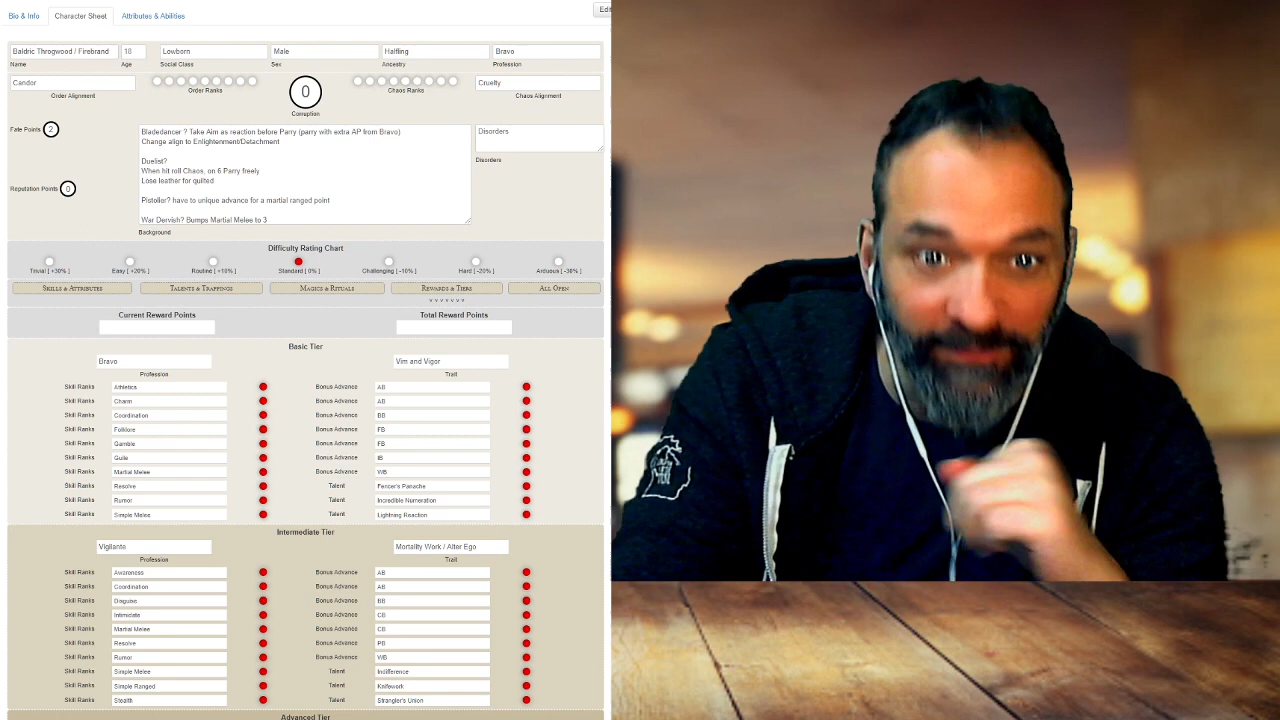 Bio & Info Character Sheet Attributes & Abilities Edi
Baldric Throgwood / Firebrand 18 Lowborn Male Halfling Bravo
Name Age Social Class Sex Ancestry Profession
Candor 0 Cruelty
Order Alignment Order Ranks Corruption Chaos Ranks Chaos Alignment
Fate Points 2
Reputation Points 0
Bladedancer ? Take Aim as reaction before Parry (parry with extra AP from Bravo)
Change align to Enlightenment/Detachment
Duelist?
When hit roll Chaos, on 6 Parry freely
Lose leather for quilted
Pistolier? have to unique advance for a martial ranged point
War Dervish? Bumps Martial Melee to 3
Background
Disorders
Disorders
Difficulty Rating Chart
Trivial [ +30% ] Easy [ +20% ] Routine [ +10% ] Standard [ 0% ] Challenging [ -10% ] Hard [ -20% ] Arduous [ -30% ]
Skills & Attributes Talents & Trappings Magics & Rituals Rewards & Tiers All Open
v v v v v v v
Current Reward Points Total Reward Points
Basic Tier
Bravo Vim and Vigor
Profession Trait
Skill Ranks Athletics Bonus Advance AB
Skill Ranks Charm Bonus Advance AB
Skill Ranks Coordination Bonus Advance BB
Skill Ranks Folklore Bonus Advance FB
Skill Ranks Gamble Bonus Advance FB
Skill Ranks Guile Bonus Advance IB
Skill Ranks Martial Melee Bonus Advance WB
Skill Ranks Resolve Talent Fencer's Panache
Skill Ranks Rumor Talent Incredible Numeration
Skill Ranks Simple Melee Talent Lightning Reaction
Intermediate Tier
Vigilante Mortality Work / Alter Ego
Profession Trait
Skill Ranks Awareness Bonus Advance AB
Skill Ranks Coordination Bonus Advance AB
Skill Ranks Disguise Bonus Advance BB
Skill Ranks Intimidate Bonus Advance CB
Skill Ranks Martial Melee Bonus Advance CB
Skill Ranks Resolve Bonus Advance PB
Skill Ranks Rumor Bonus Advance WB
Skill Ranks Simple Melee Talent Indifference
Skill Ranks Simple Ranged Talent Knifework
Skill Ranks Stealth Talent Strangler's Union
Advanced Tier